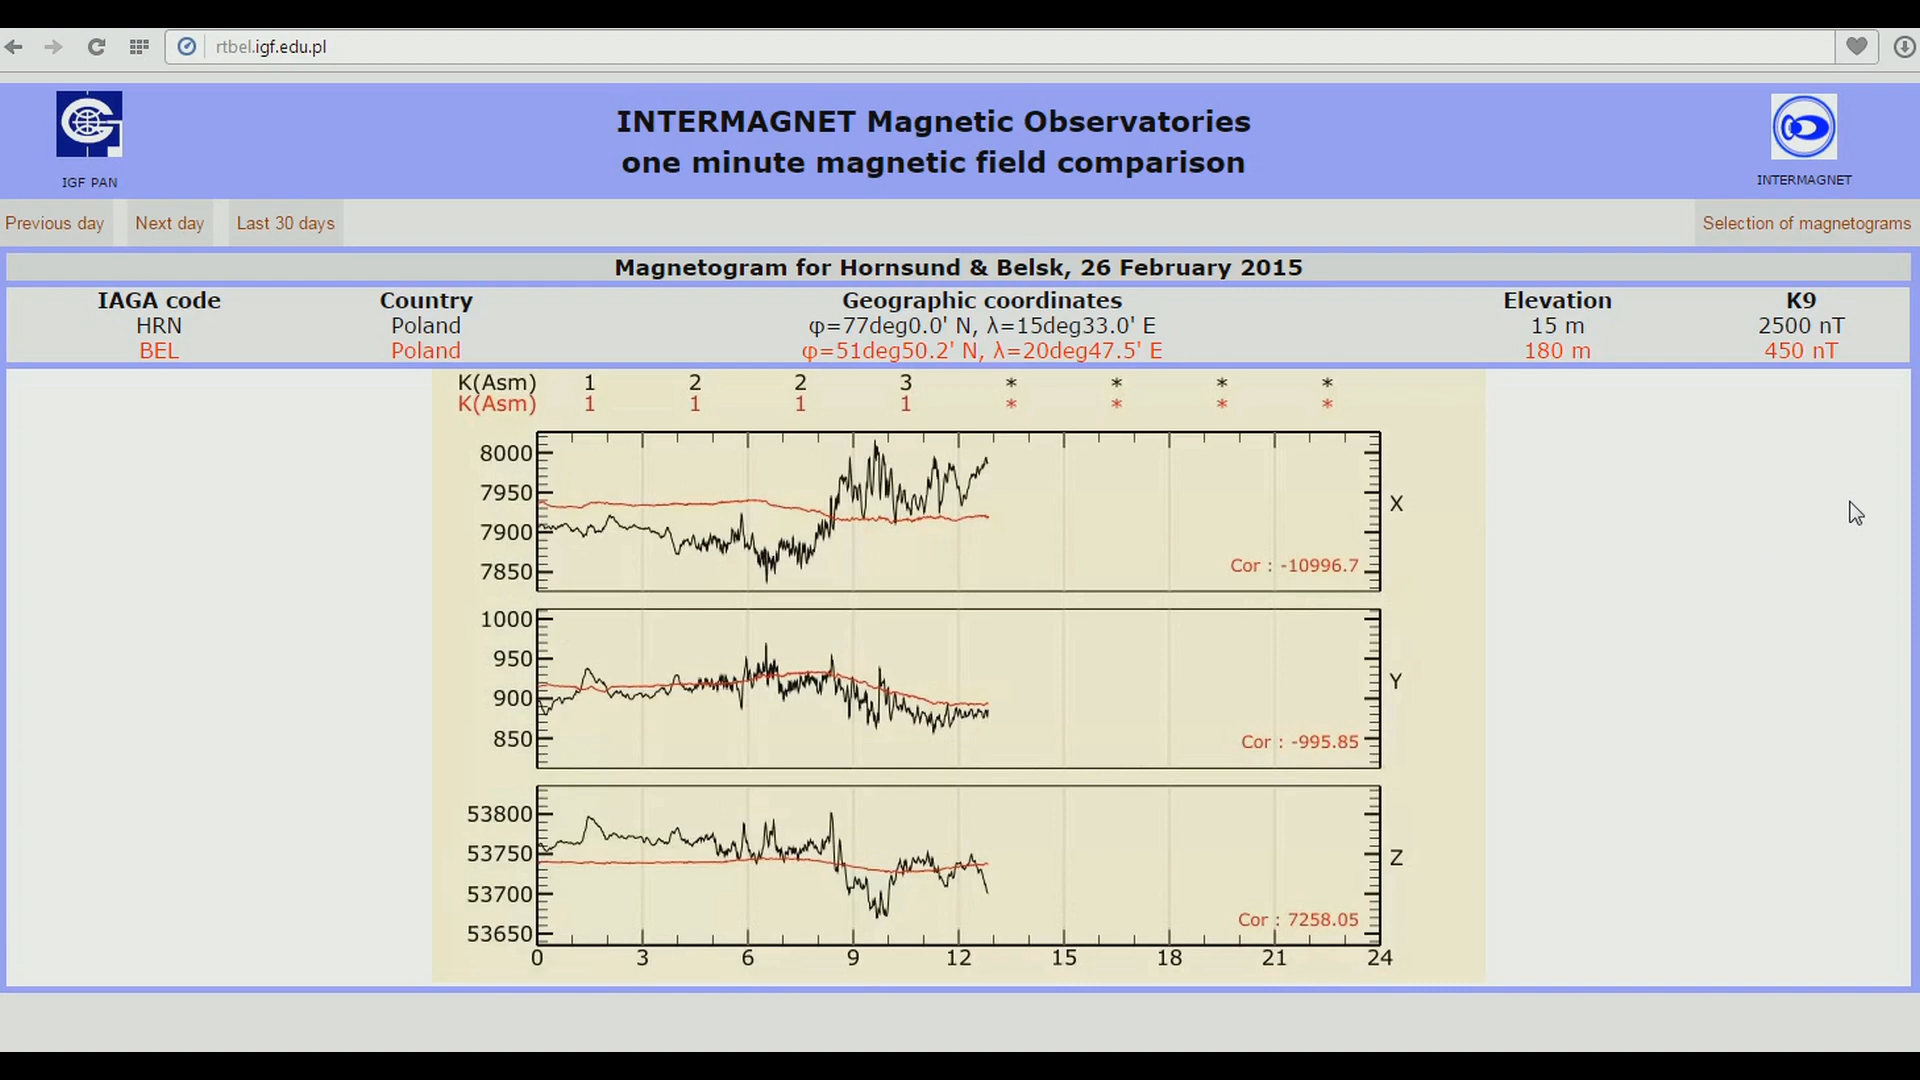 rtbel.igf.edu.pl
INTERMAGNET Magnetic Observatories
one minute magnetic field comparison
IGF PAN
INTERMAGNET
Previous day Next day Last 30 days Selection of magnetograms
Magnetogram for Hornsund & Belsk, 26 February 2015
IAGA code Country Geographic coordinates Elevation K9
HRN Poland φ=77deg0.0' N, λ=15deg33.0' E 15 m 2500 nT
BEL Poland φ=51deg50.2' N, λ=20deg47.5' E 180 m 450 nT
K(Asm) 1 2 2 3 * * * *
K(Asm) 1 1 1 1 * * * *
8000
7950
X
7900
7850
Cor : -10996.7
1000
950
Y
900
850
Cor : -995.85
53800
53750
Z
53700
Cor : 7258.05
53650
0 3 6 9 12 15 18 21 24